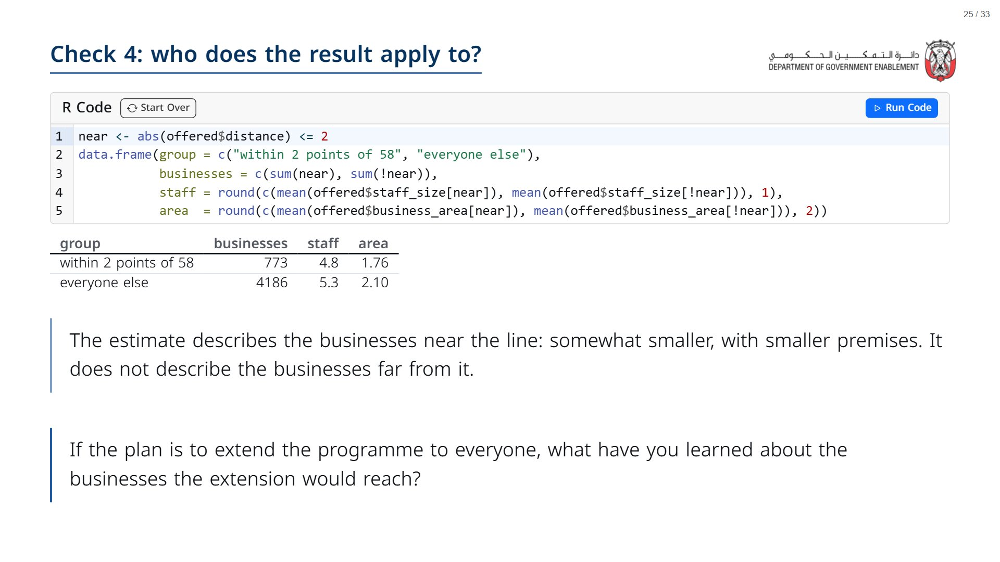 25 / 33
Check 4: who does the result apply to?
دائرة التمكين الحكومي
DEPARTMENT OF GOVERNMENT ENABLEMENT
R Code
Start Over
Run Code
1 near <- abs(offered$distance) <= 2
2 data.frame(group = c("within 2 points of 58", "everyone else"),
3 businesses = c(sum(near), sum(!near)),
4 staff = round(c(mean(offered$staff_size[near]), mean(offered$staff_size[!near])), 1),
5 area  = round(c(mean(offered$business_area[near]), mean(offered$business_area[!near])), 2))
group businesses staff area
within 2 points of 58 773 4.8 1.76
everyone else 4186 5.3 2.10
The estimate describes the businesses near the line: somewhat smaller, with smaller premises. It
does not describe the businesses far from it.
If the plan is to extend the programme to everyone, what have you learned about the
businesses the extension would reach?